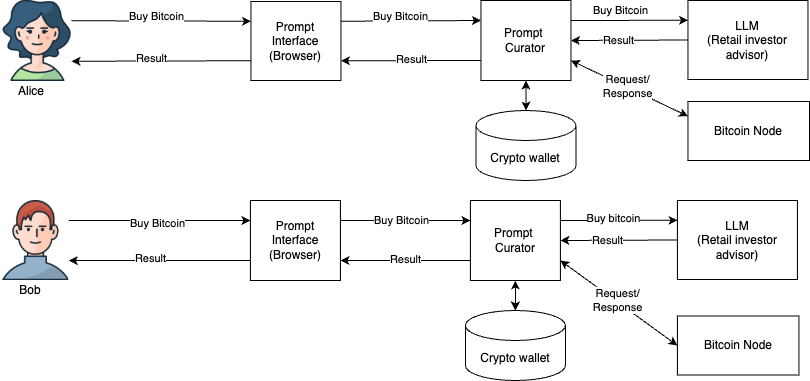 Buy Bitcoin
Buy Bitcoin
Buy Bitcoin
Prompt
Interface
(Browser)
Prompt
Curator
LLM
(Retail investor
advisor)
Result
Result
Result
Alice
Request/
Response
Bitcoin Node
Crypto wallet
Buy Bitcoin
Buy Bitcoin
Buy bitcoin
Prompt
Interface
(Browser)
Prompt
Curator
LLM
(Retail investor
advisor)
Result
Result
Result
Bob
Request/
Response
Bitcoin Node
Crypto wallet